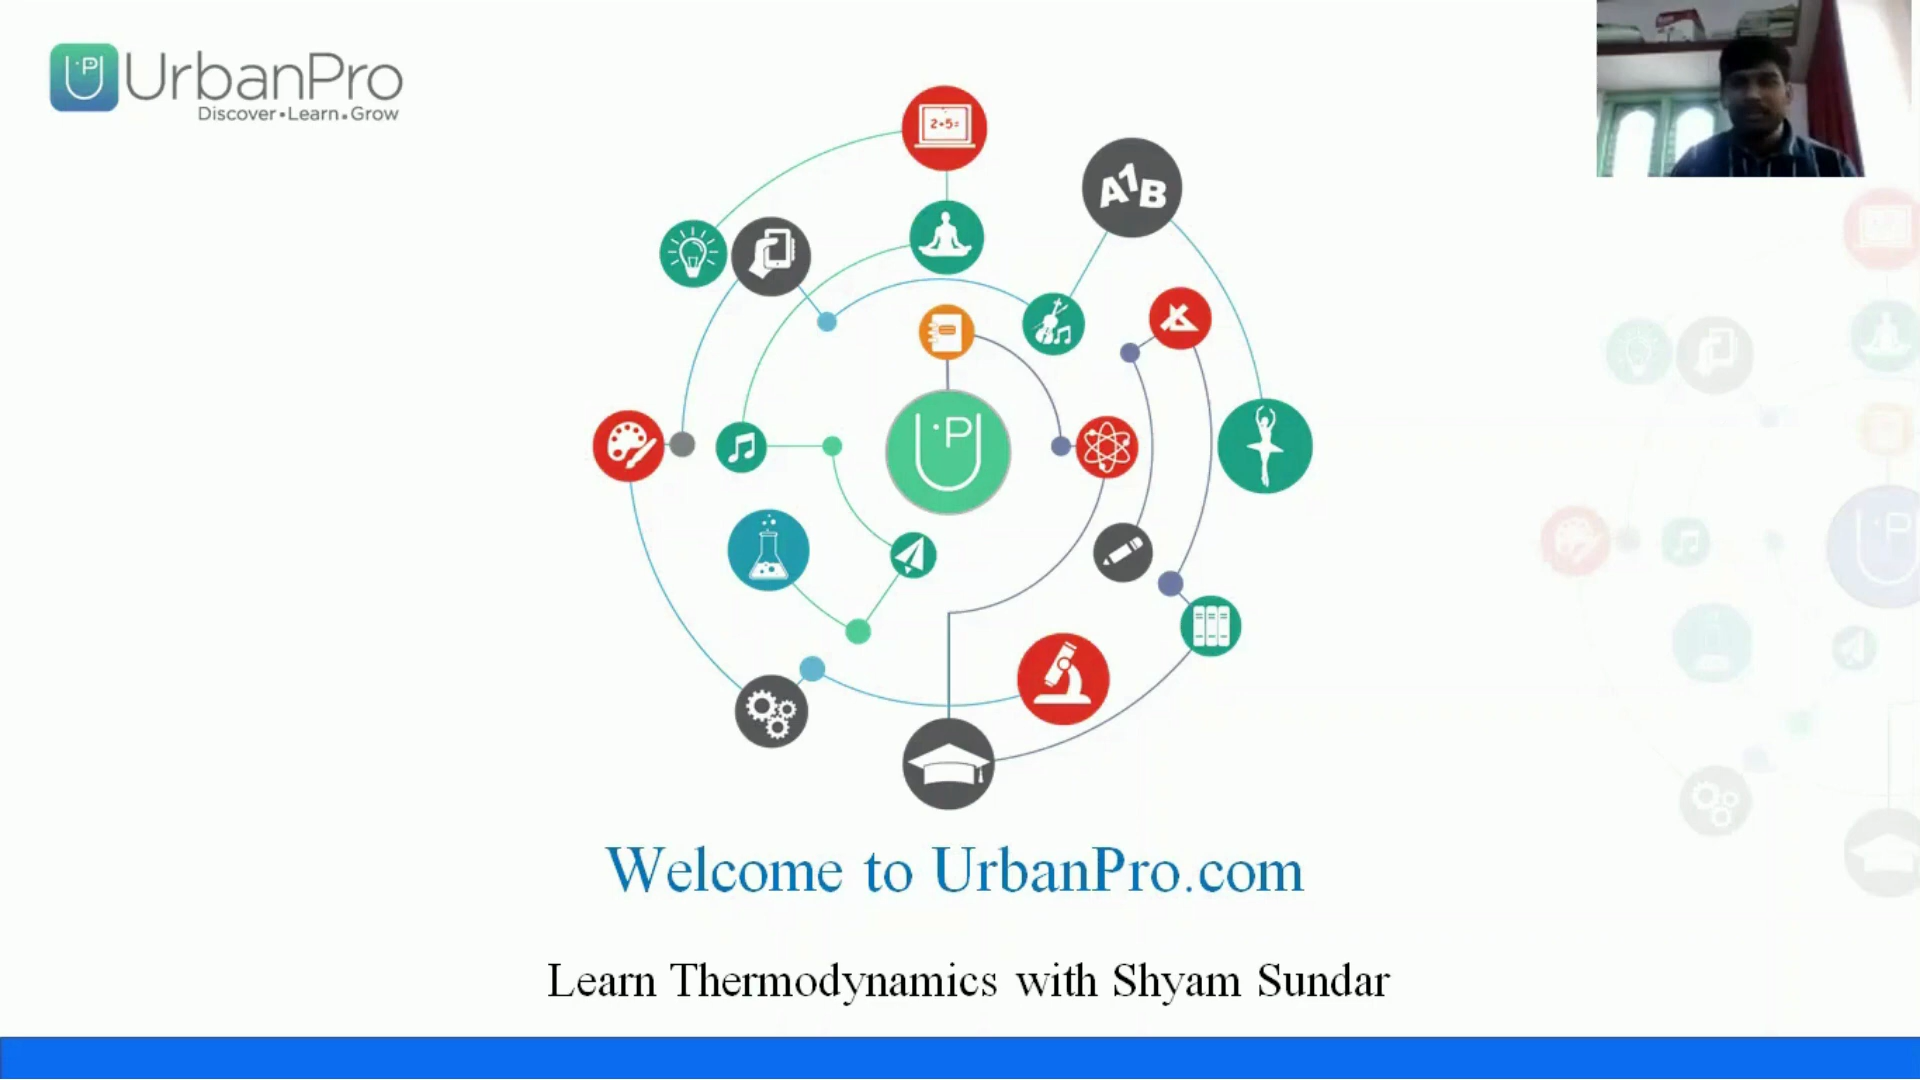 UrbanPro
Discover•Learn•Grow
2+5=
A1B
P
Welcome to UrbanPro.com
Learn Thermodynamics with Shyam Sundar